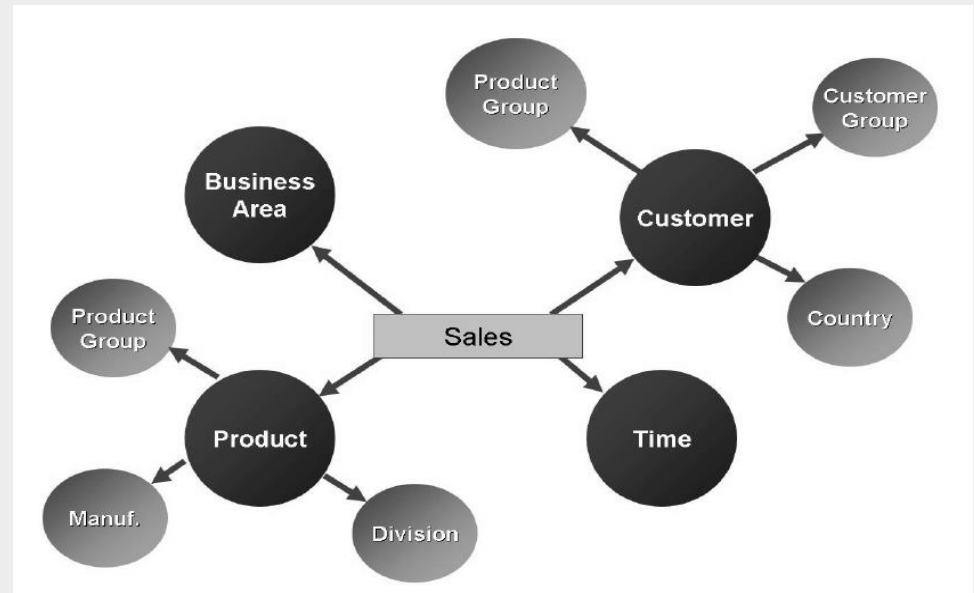 Product
Group
Customer
Group
Business
Area
Customer
Product
Group
Country
Sales
Product
Time
Manuf.
Division